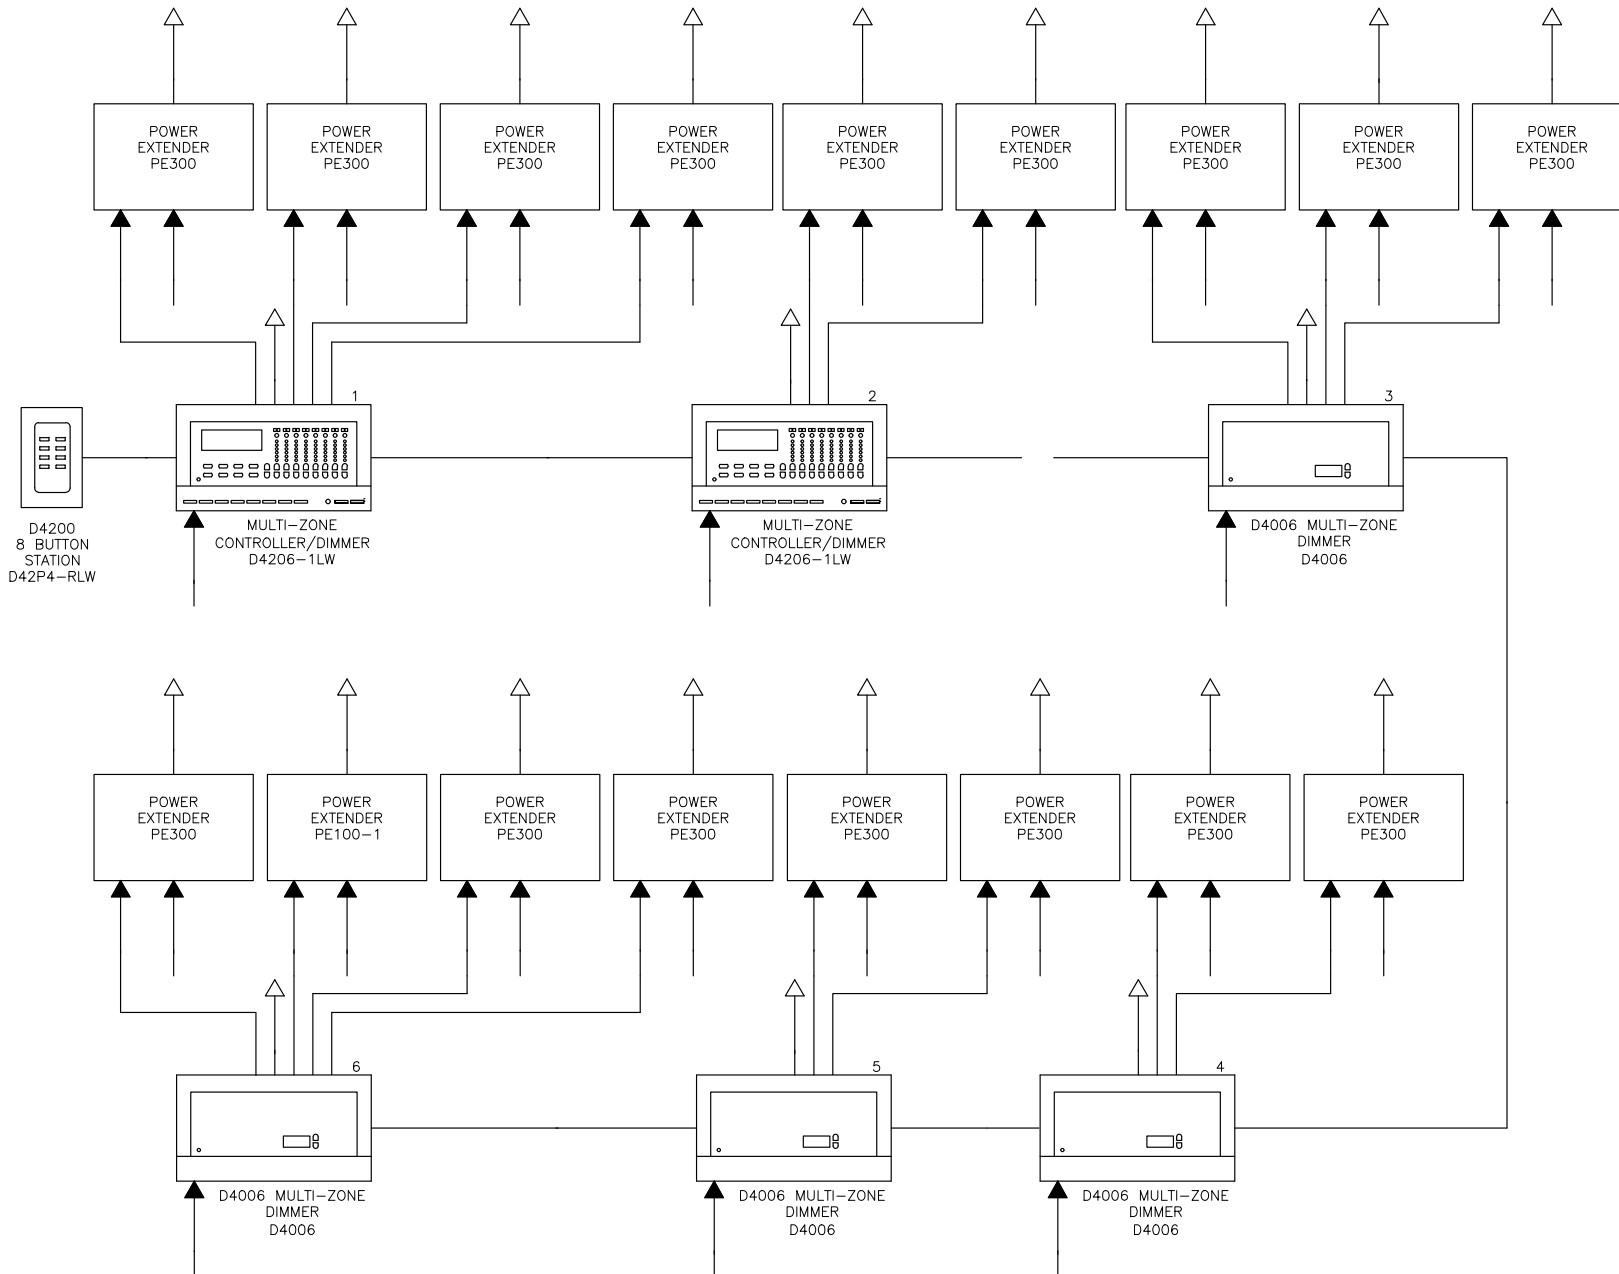 POWER
EXTENDER
PE300
POWER
EXTENDER
PE300
POWER
EXTENDER
PE300
POWER
EXTENDER
PE300
POWER
EXTENDER
PE300
POWER
EXTENDER
PE300
POWER
EXTENDER
PE300
POWER
EXTENDER
PE300
POWER
EXTENDER
PE300
1
2
3
D4200
8 BUTTON
STATION
D42P4-RLW
MULTI-ZONE
CONTROLLER/DIMMER
D4206-1LW
MULTI-ZONE
CONTROLLER/DIMMER
D4206-1LW
D4006 MULTI-ZONE
DIMMER
D4006
POWER
EXTENDER
PE300
POWER
EXTENDER
PE100-1
POWER
EXTENDER
PE300
POWER
EXTENDER
PE300
POWER
EXTENDER
PE300
POWER
EXTENDER
PE300
POWER
EXTENDER
PE300
POWER
EXTENDER
PE300
6
5
4
D4006 MULTI-ZONE
DIMMER
D4006
D4006 MULTI-ZONE
DIMMER
D4006
D4006 MULTI-ZONE
DIMMER
D4006